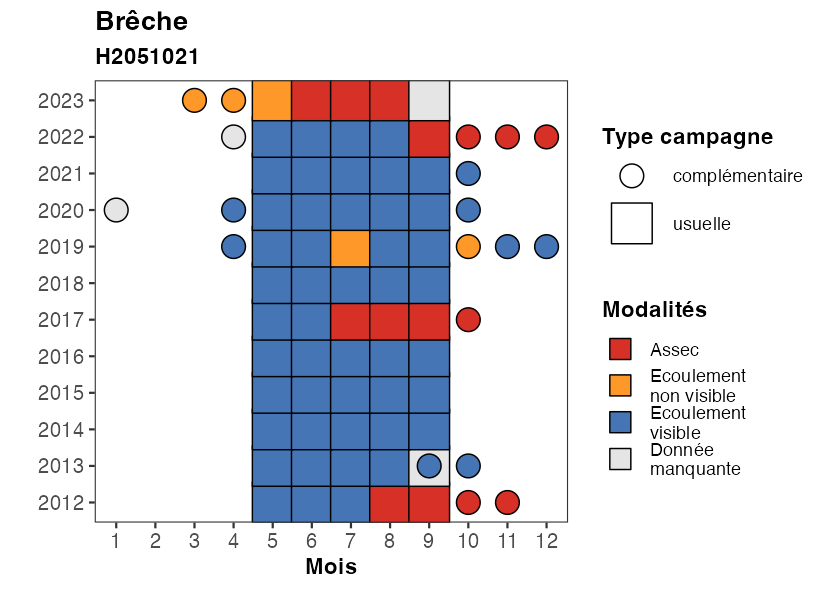 Brêche
H2051021
2023
2022
2021
2020
2019
2018
2017
2016
2015
2014
2013
2012
1 2 3 4 5 6 7 8 9 10 11 12
Mois
Type campagne
complémentaire
usuelle
Modalités
Assec
Ecoulement
non visible
Ecoulement
visible
Donnée
manquante